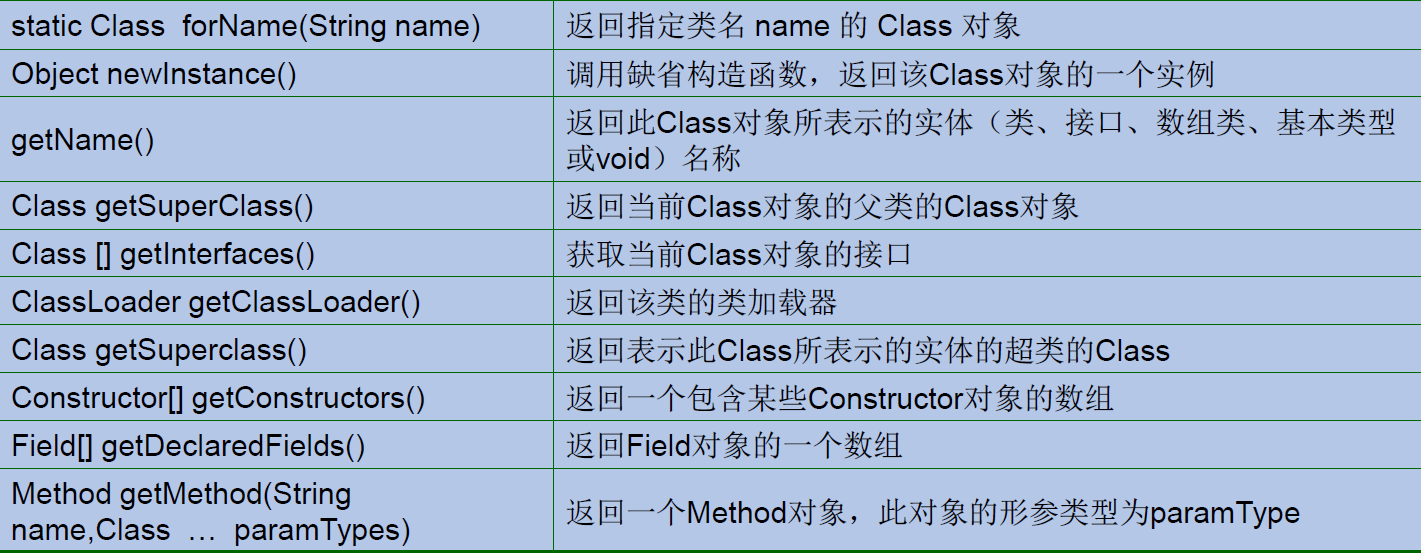 static Class  forName(String name)
返回指定类名 name 的 Class 对象
Object newInstance()
调用缺省构造函数，返回该Class对象的一个实例
getName()
返回此Class对象所表示的实体（类、接口、数组类、基本类型
或void）名称
Class getSuperClass()
返回当前Class对象的父类的Class对象
Class [] getInterfaces()
获取当前Class对象的接口
ClassLoader getClassLoader()
返回该类的类加载器
Class getSuperclass()
返回表示此Class所表示的实体的超类的Class
Constructor[] getConstructors()
返回一个包含某些Constructor对象的数组
Field[] getDeclaredFields()
返回Field对象的一个数组
Method getMethod(String
name,Class  …  paramTypes)
返回一个Method对象，此对象的形参类型为paramType